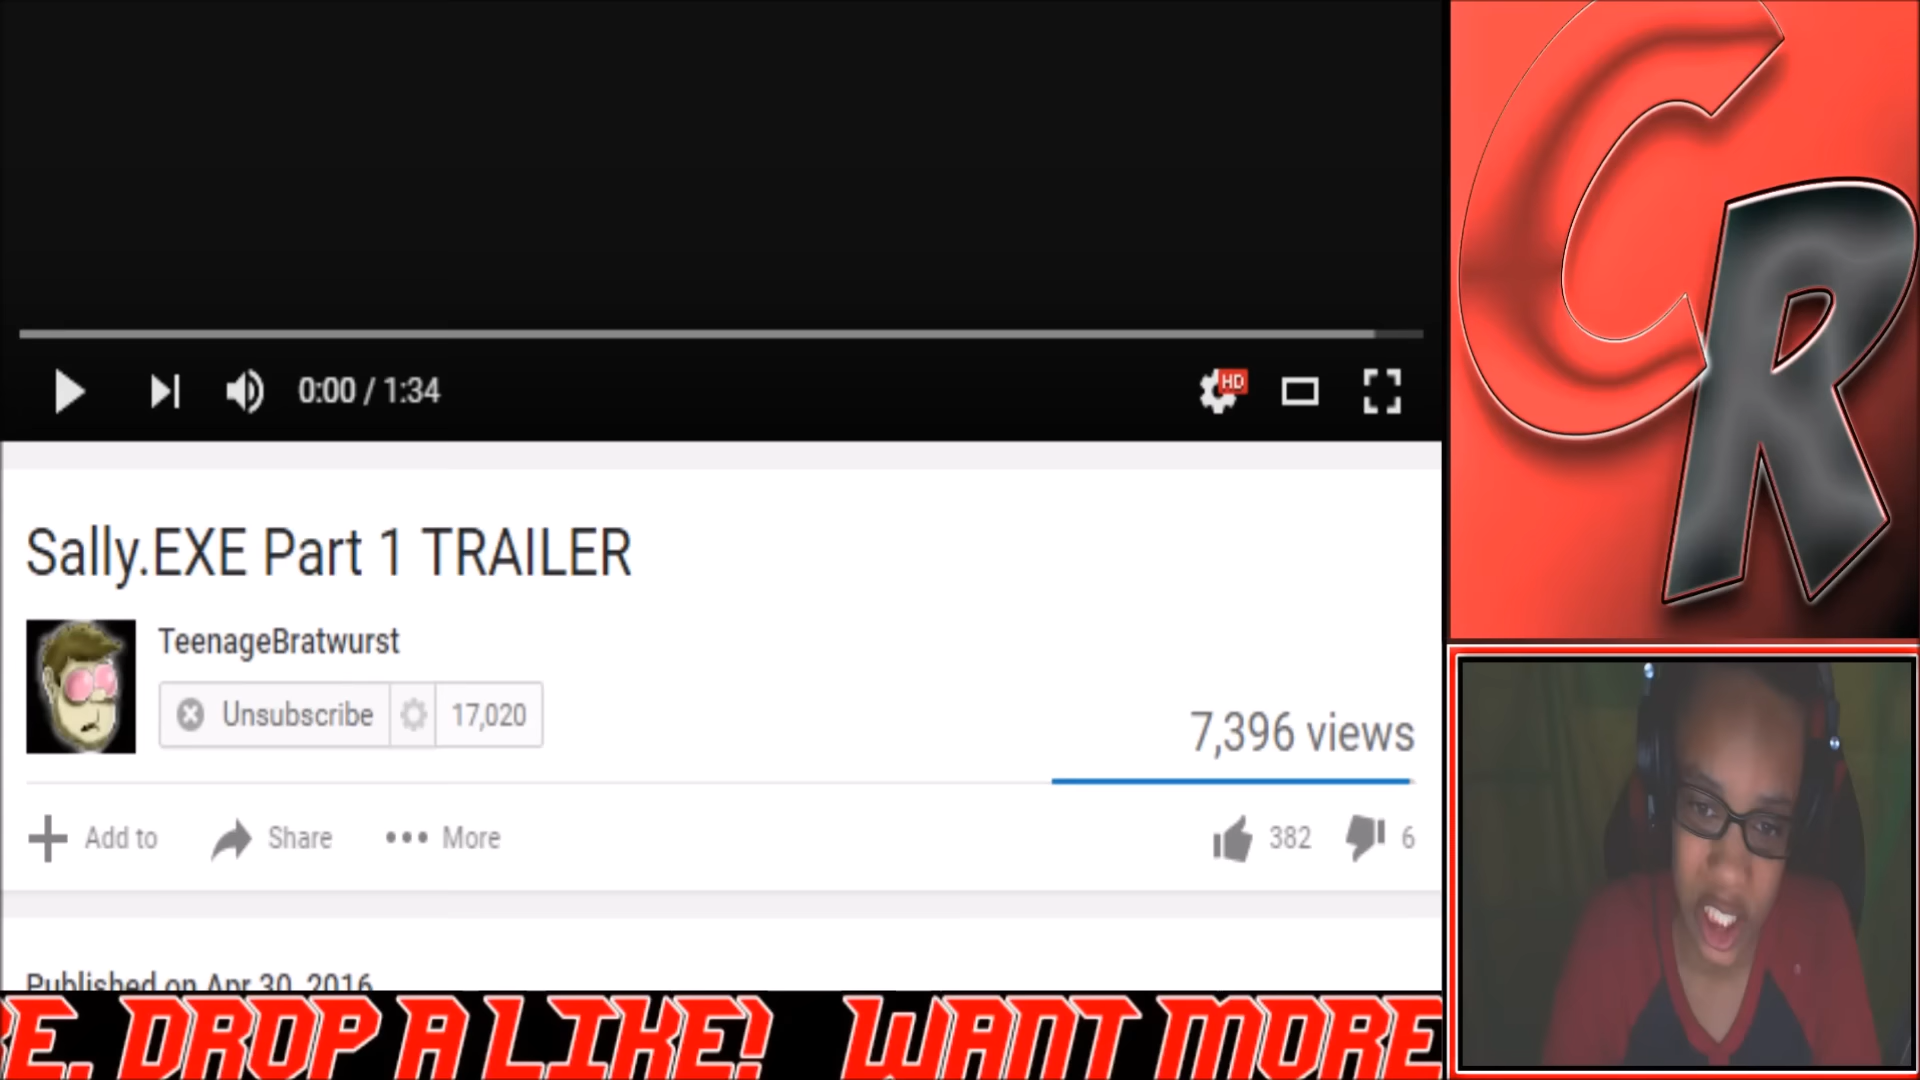 CR
0:00 / 1:34
HD
Sally.EXE Part 1 TRAILER
TeenageBratwurst
Unsubscribe 17,020
7,396 views
Add to Share More 382 6
Published on Apr 30, 2016
E. DROP A LIKE! WANT MORE